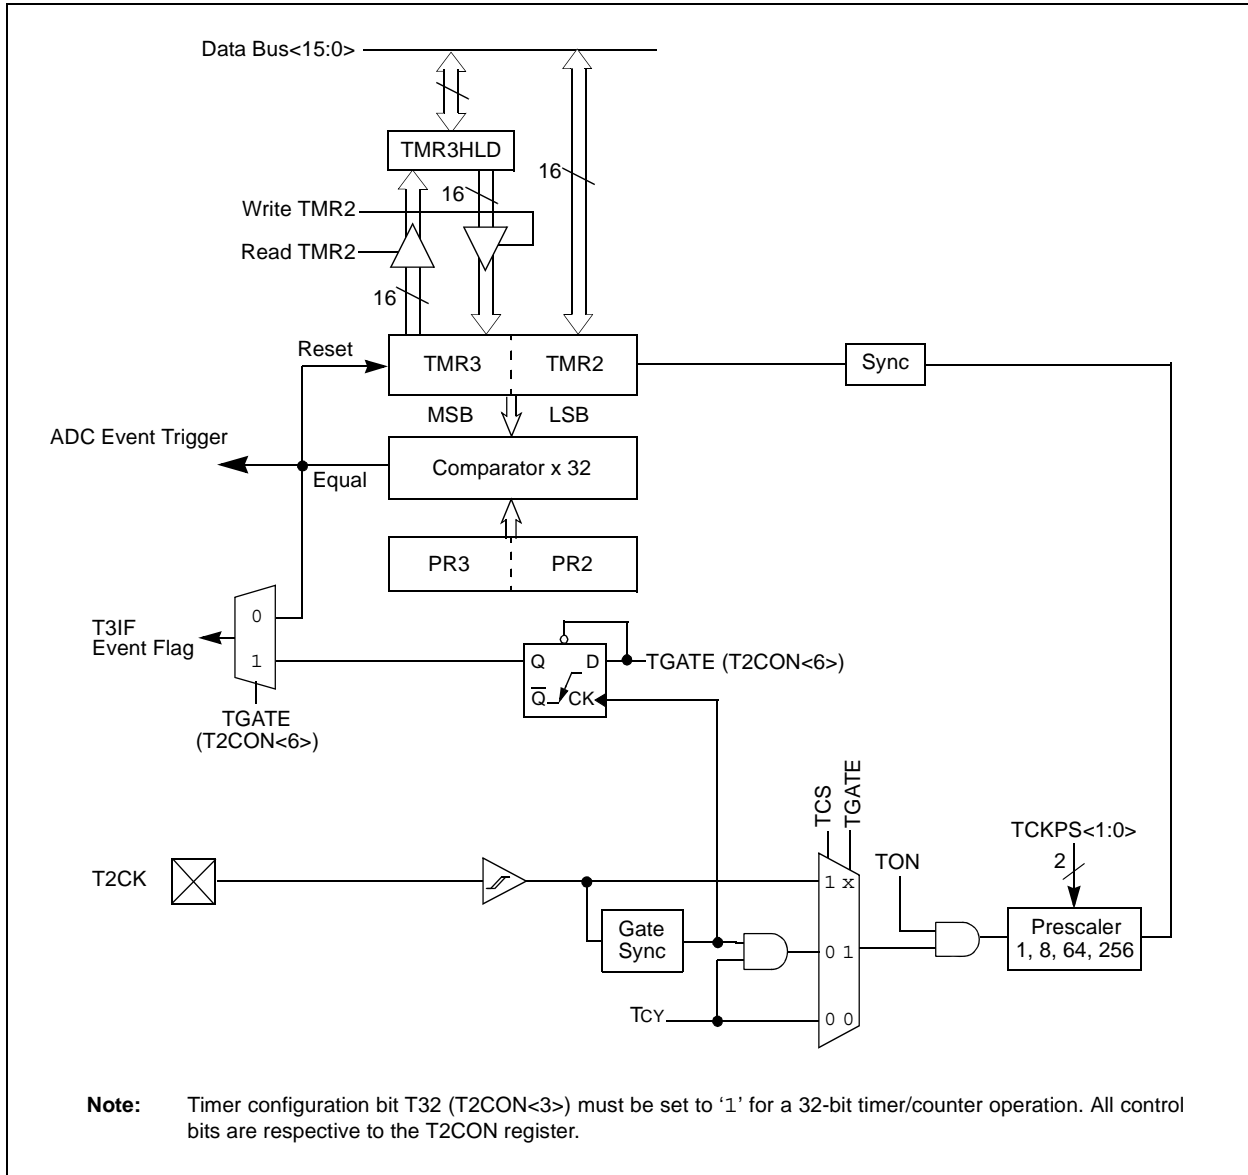 Data Bus<15:0>
TMR3HLD
16
16
Write TMR2
Read TMR2
16
Reset
TMR3
TMR2
Sync
MSB
LSB
ADC Event Trigger
Equal
Comparator x 32
PR3
PR2
0
T3IF
Event Flag
1
Q
D
TGATE (T2CON<6>)
Q
CK
TGATE
(T2CON<6>)
TCS
TGATE
TCKPS<1:0>
2
TON
T2CK
1 x
Gate
Sync
0 1
Prescaler
1, 8, 64, 256
TCY
0 0
Note: Timer configuration bit T32 (T2CON<3>) must be set to ‘1’ for a 32-bit timer/counter operation. All control
bits are respective to the T2CON register.